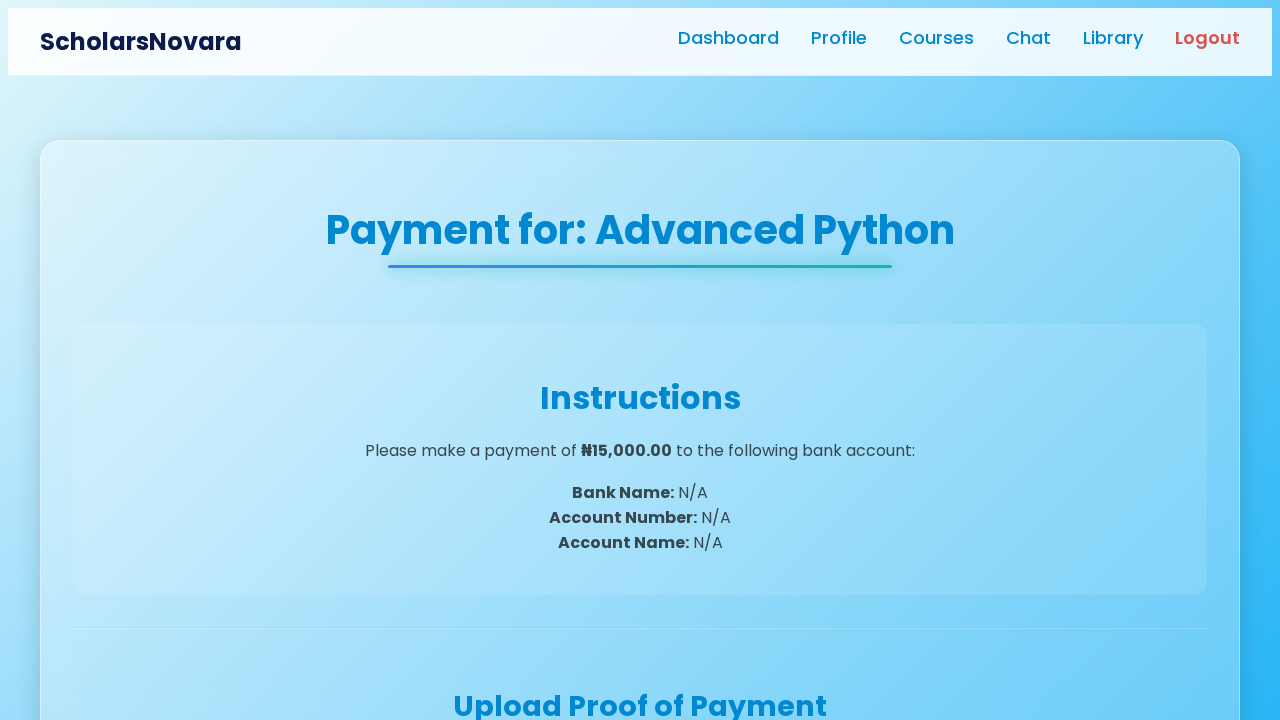 ScholarsNovara
Dashboard Profile Courses Chat Library Logout
Payment for: Advanced Python
Instructions
Please make a payment of ₦15,000.00 to the following bank account:
Bank Name: N/A
Account Number: N/A
Account Name: N/A
Upload Proof of Payment